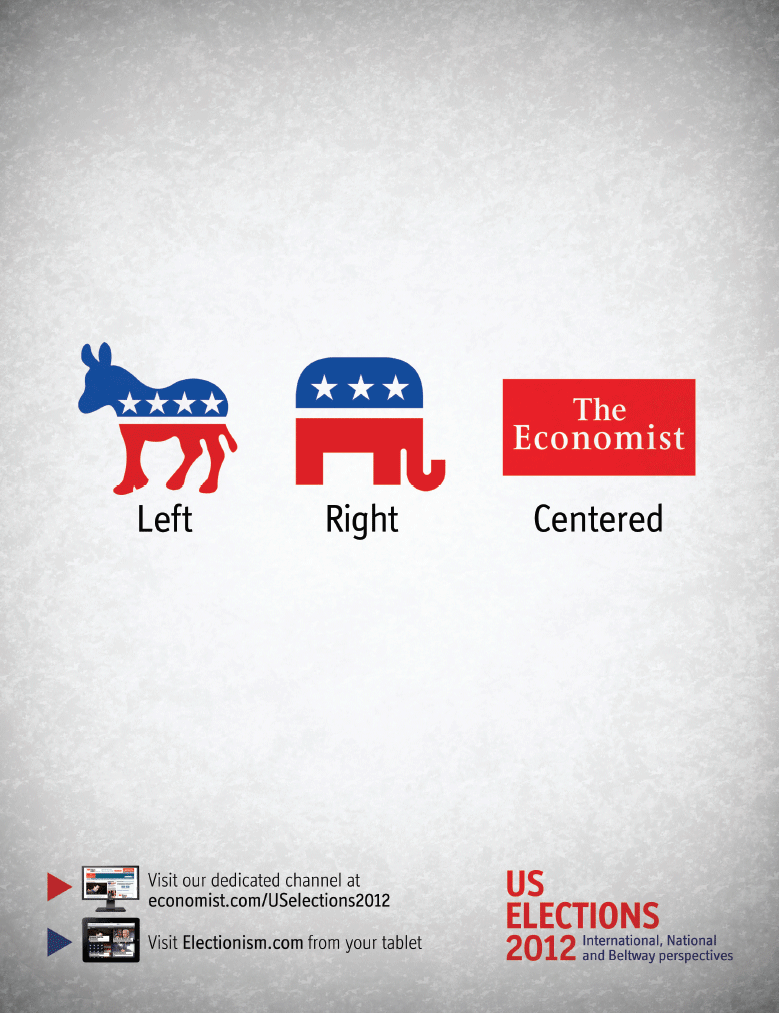 The
Economist
Left
Right
Centered
Visit our dedicated channel at
economist.com/USelections2012
Visit Electionism.com from your tablet
US
ELECTIONS
2012 International, National
and Beltway perspectives